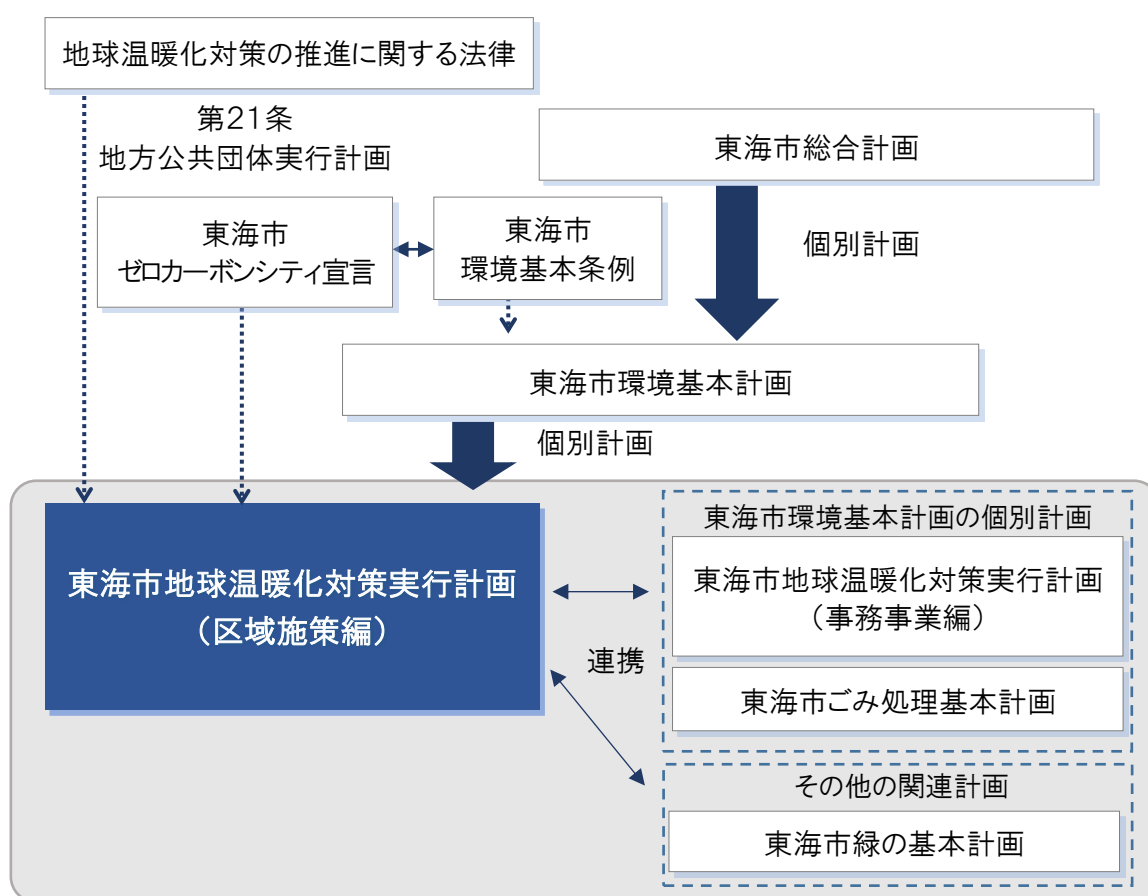 地球温暖化対策の推進に関する法律
第21条
地方公共団体実行計画
東海市総合計画
個別計画
東海市
ゼロカーボンシティ宣言
東海市
環境基本条例
東海市環境基本計画
個別計画
東海市地球温暖化対策実行計画
（区域施策編）
連携
東海市環境基本計画の個別計画
東海市地球温暖化対策実行計画
（事務事業編）
東海市ごみ処理基本計画
その他の関連計画
東海市緑の基本計画